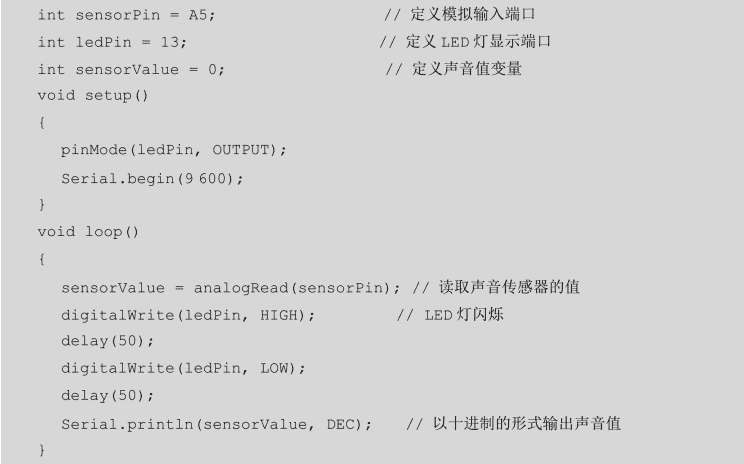 int sensorPin = A5; // 定义模拟输入端口
int ledPin = 13; // 定义 LED 灯显示端口
int sensorValue = 0; // 定义声音值变量
void setup()
{
pinMode(ledPin, OUTPUT);
Serial.begin(9 600);
}
void loop()
{
sensorValue = analogRead(sensorPin); // 读取声音传感器的值
digitalWrite(ledPin, HIGH); // LED 灯闪烁
delay(50);
digitalWrite(ledPin, LOW);
delay(50);
Serial.println(sensorValue, DEC); // 以十进制的形式输出声音值
}